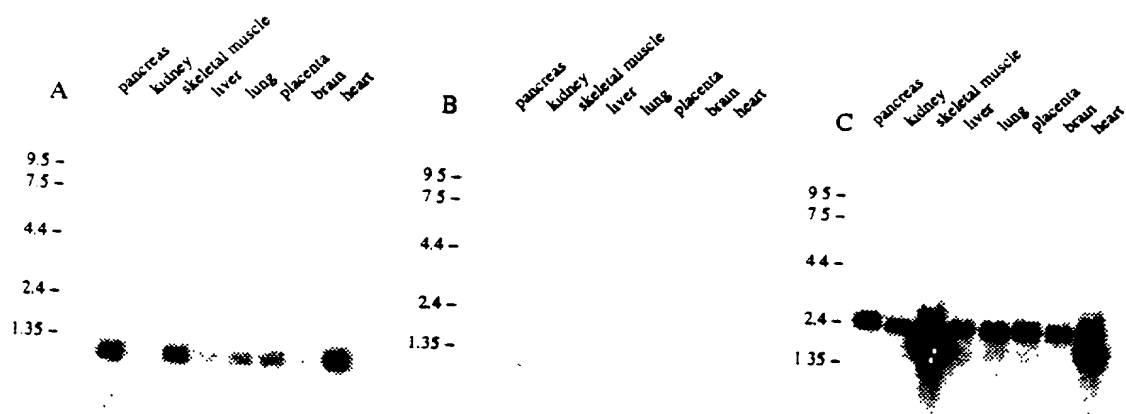 A
pancreas
kidney
skeletal muscle
liver
lung
placenta
brain
heart
9.5 –
7.5 –
4.4 –
2.4 –
1.35 –
B
pancreas
kidney
skeletal muscle
liver
lung
placenta
brain
heart
9 5 –
7 5 –
4.4 –
2.4 –
1.35 –
C
pancreas
kidney
skeletal muscle
liver
lung
placenta
brain
heart
9 5 –
7 5 –
4 4 –
2.4 –
1 35 –